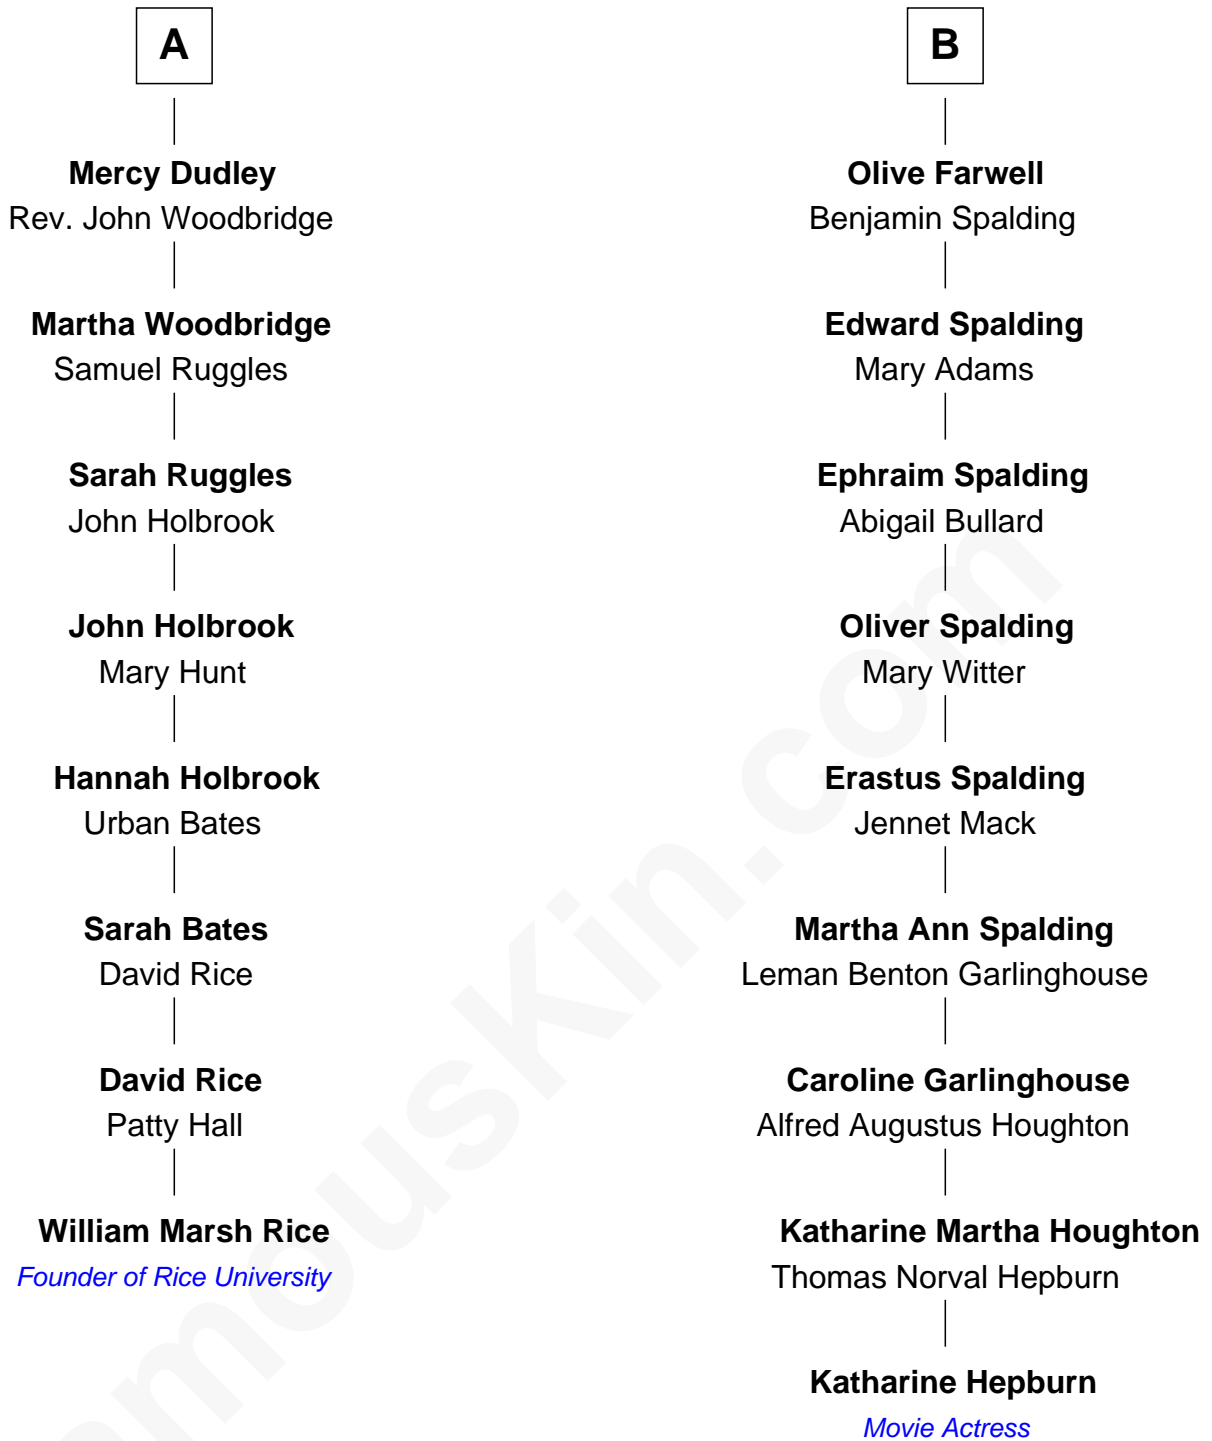 A
Mercy Dudley
Rev. John Woodbridge
Martha Woodbridge
Samuel Ruggles
Sarah Ruggles
John Holbrook
John Holbrook
Mary Hunt
Hannah Holbrook
Urban Bates
Sarah Bates
David Rice
David Rice
Patty Hall
William Marsh Rice
Founder of Rice University
B
Olive Farwell
Benjamin Spalding
Edward Spalding
Mary Adams
Ephraim Spalding
Abigail Bullard
Oliver Spalding
Mary Witter
Erastus Spalding
Jennet Mack
Martha Ann Spalding
Leman Benton Garlinghouse
Caroline Garlinghouse
Alfred Augustus Houghton
Katharine Martha Houghton
Thomas Norval Hepburn
Katharine Hepburn
Movie Actress
amousKin.com